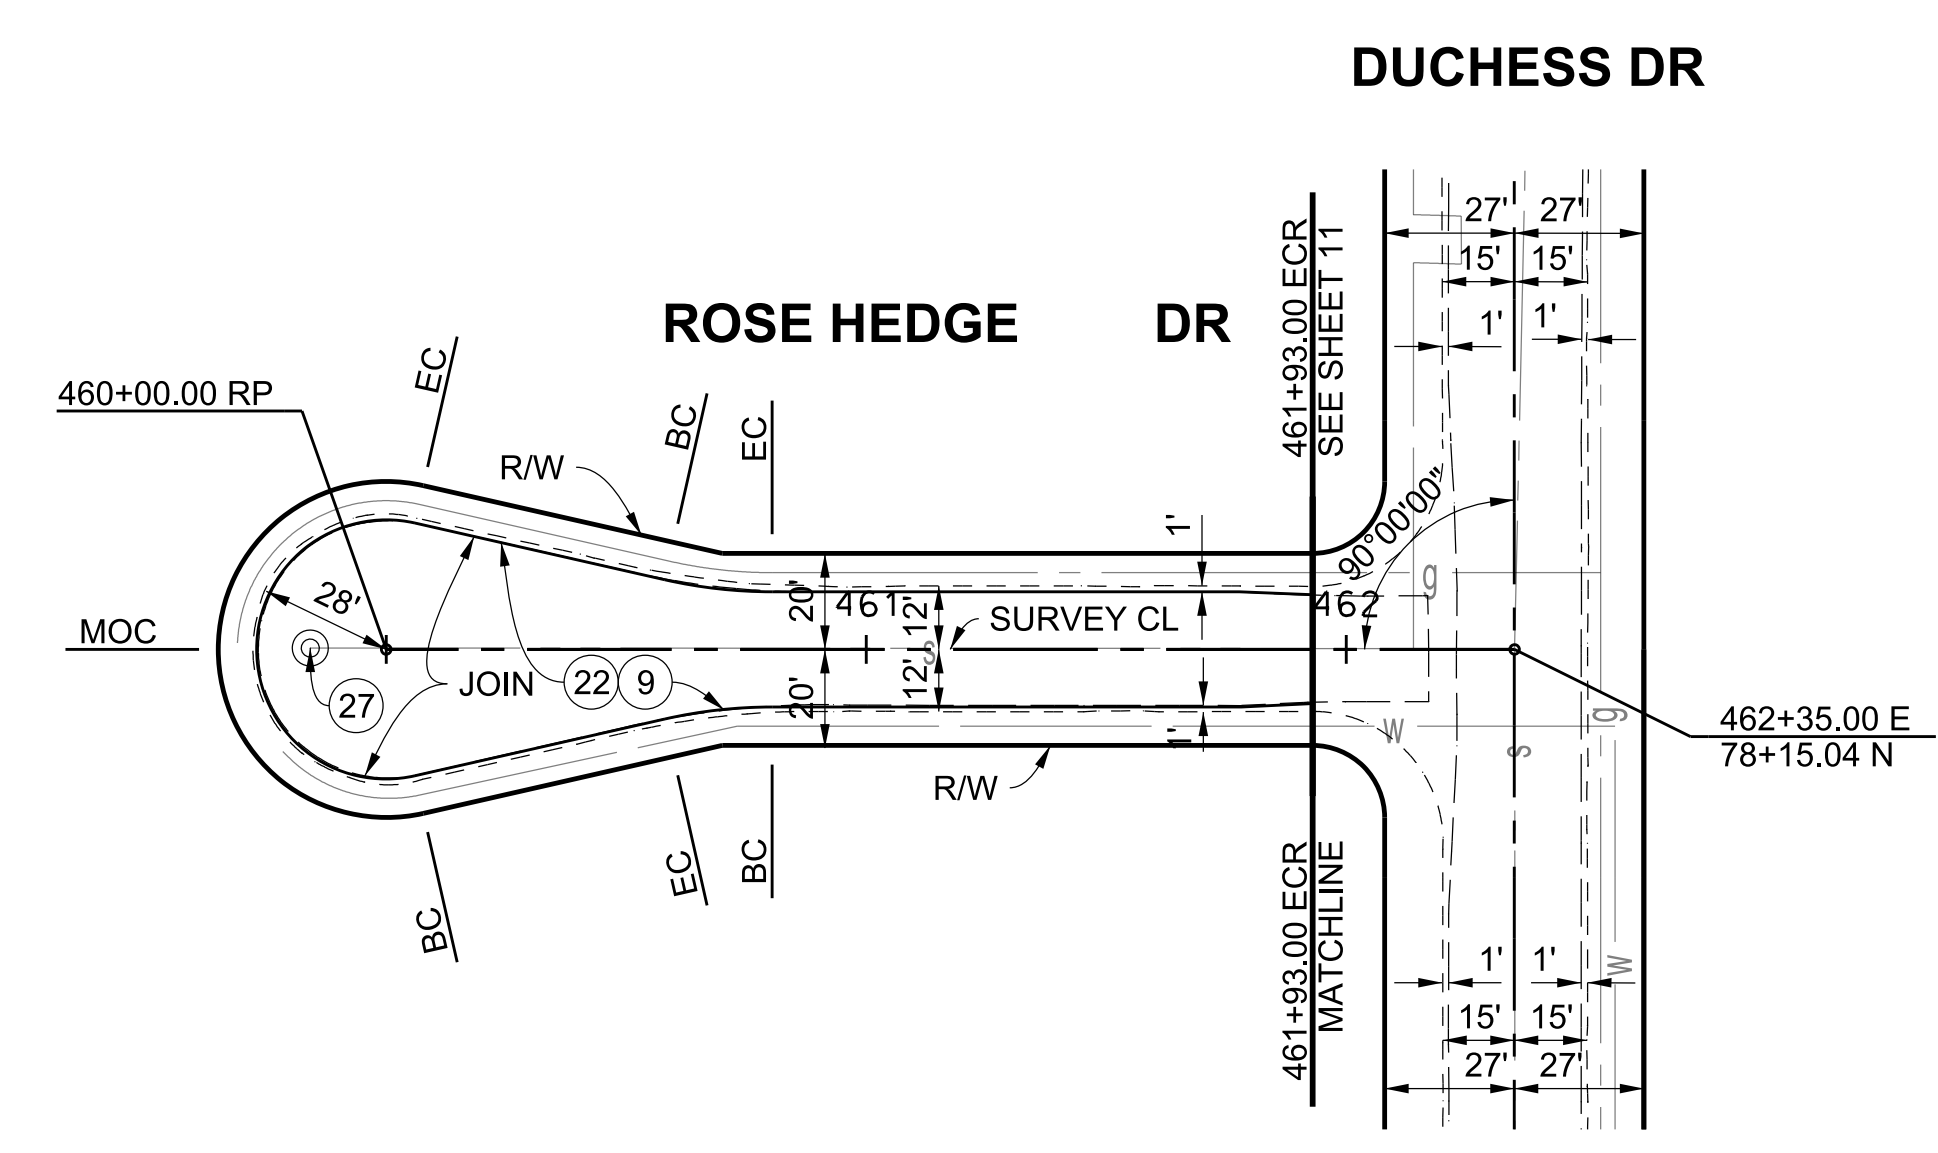 DUCHESS DR
27' 27'
15' 15'
1' 1'
ROSE HEDGE DR
461+93.00 ECR
SEE SHEET 11
EC
BC
EC
460+00.00 RP
R/W
90°00'00"
1'
g
28'
20'
461
12'
462
SURVEY CL
MOC
s
12'
JOIN
22 9
27
20'
1'
w
g
s
462+35.00 E
78+15.04 N
R/W
BC
EC
BC
461+93.00 ECR
MATCHLINE
w
1' 1'
15' 15'
27' 27'